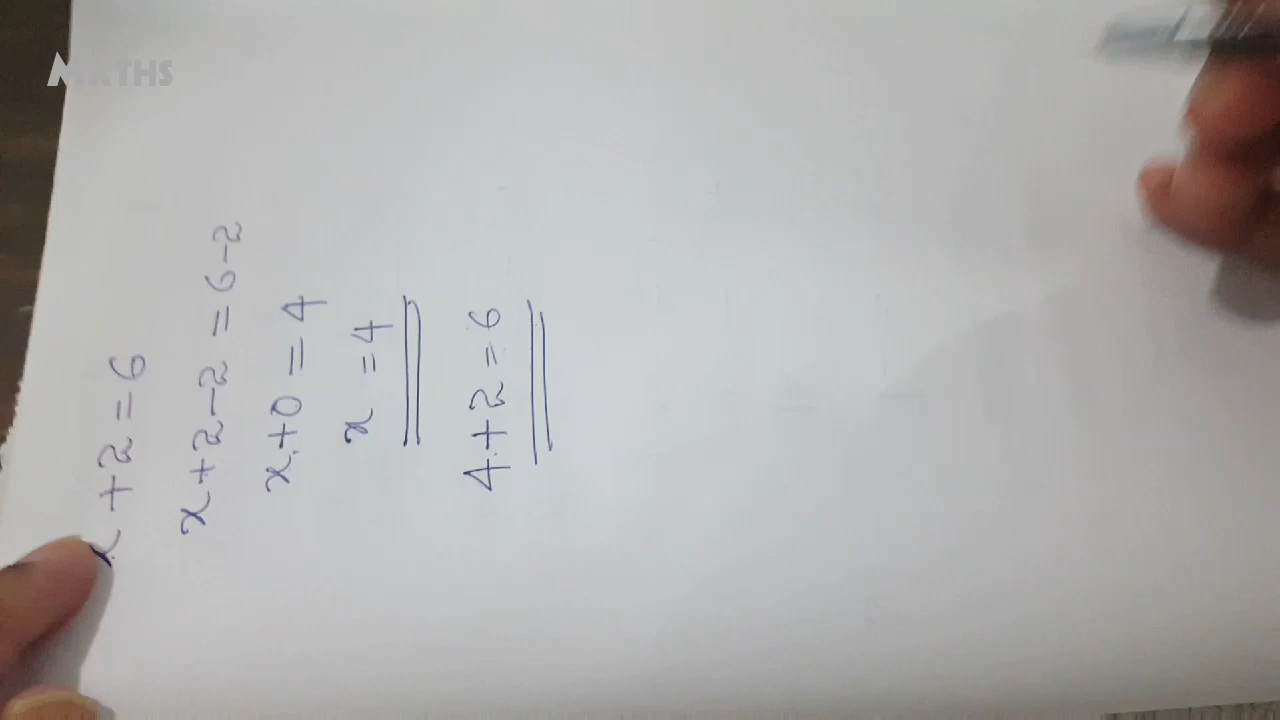 MATHS
x + 2 = 6
x + 2 - 2 = 6 - 2
x + 0 = 4
x = 4
4 + 2 = 6